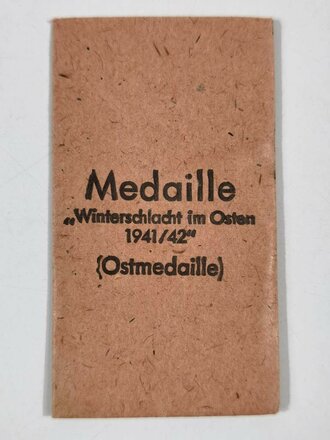 Medaille
„Winterschlacht im Osten
1941/42“
(Ostmedaille)